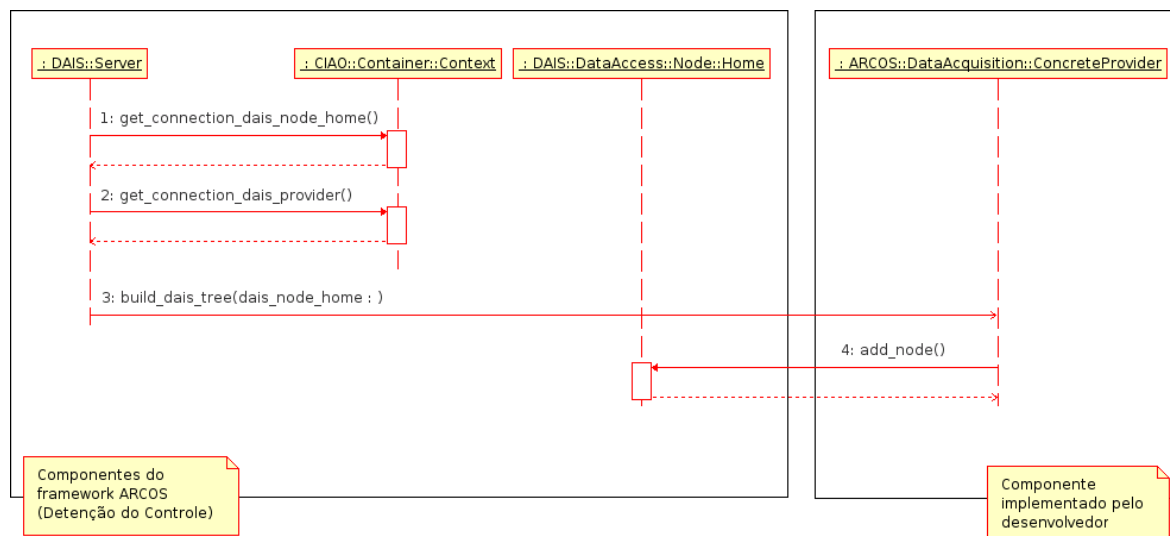 : DAIS::Server
: CIAO::Container::Context
: DAIS::DataAccess::Node::Home
: ARCOS::DataAcquisition::ConcreteProvider
1: get_connection_dais_node_home()
2: get_connection_dais_provider()
3: build_dais_tree(dais_node_home : )
4: add_node()
Componentes do
framework ARCOS
(Detenção do Controle)
Componente
implementado pelo
desenvolvedor